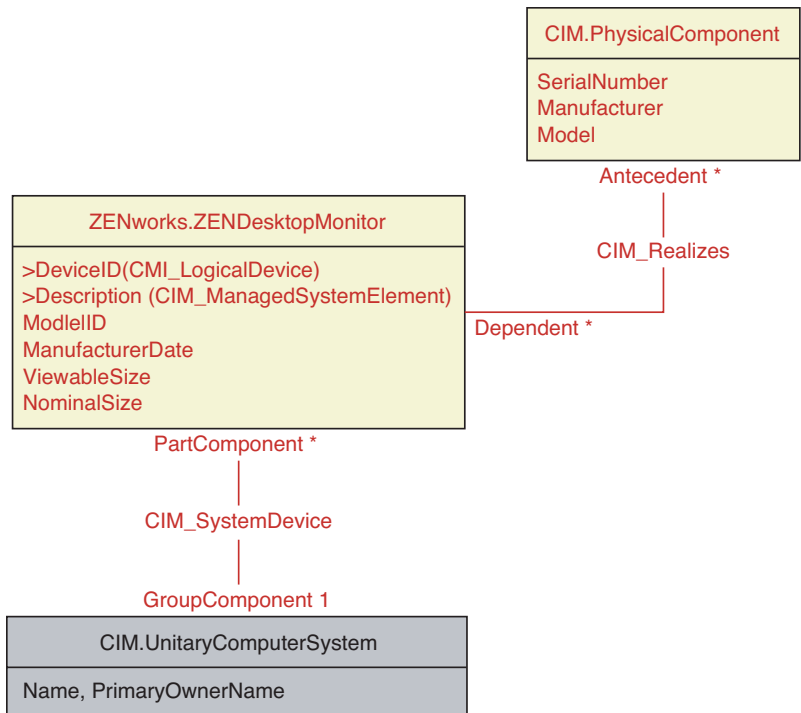 CIM.PhysicalComponent
SerialNumber
Manufacturer
Model
Antecedent *
CIM_Realizes
Dependent *
ZENworks.ZENDesktopMonitor
>DeviceID(CMI_LogicalDevice)
>Description (CIM_ManagedSystemElement)
ModlelID
ManufacturerDate
ViewableSize
NominalSize
PartComponent *
CIM_SystemDevice
GroupComponent 1
CIM.UnitaryComputerSystem
Name, PrimaryOwnerName